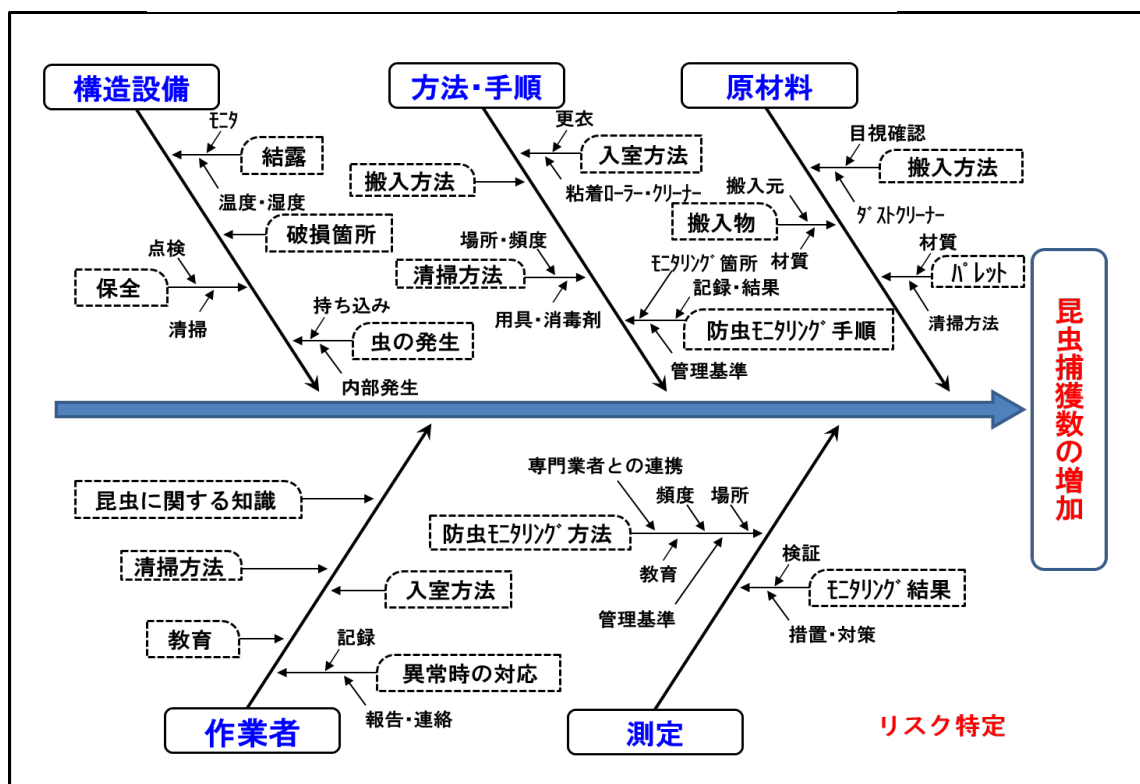 構造設備
方法・手順
原材料
ﾓﾆﾀ
結露
温度・湿度
破損箇所
点検
保全
清掃
持ち込み
虫の発生
内部発生
更衣
入室方法
粘着ﾛｰﾗｰ・ｸﾘｰﾅｰ
搬入方法
場所・頻度
清掃方法
用具・消毒剤
ﾓﾆﾀﾘﾝｸﾞ箇所
記録・結果
防虫ﾓﾆﾀﾘﾝｸﾞ手順
管理基準
目視確認
搬入方法
ﾀﾞｽﾄｸﾘｰﾅｰ
搬入元
搬入物
材質
材質
ﾊﾟﾚｯﾄ
清掃方法
昆虫捕獲数の増加
昆虫に関する知識
清掃方法
入室方法
教育
記録
異常時の対応
報告・連絡
作業者
専門業者との連携
頻度
場所
防虫ﾓﾆﾀﾘﾝｸﾞ方法
教育
管理基準
検証
ﾓﾆﾀﾘﾝｸﾞ結果
措置・対策
測定
リスク特定